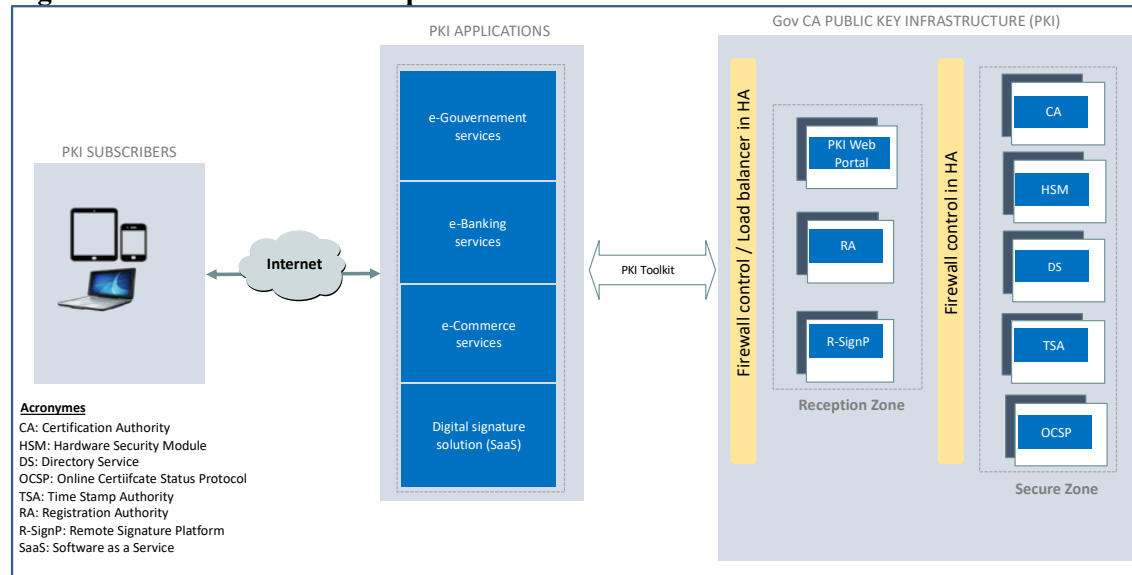 PKI APPLICATIONS
Gov CA PUBLIC KEY INFRASTRUCTURE (PKI)
PKI SUBSCRIBERS
Internet
e-Gouvernement
services
e-Banking
services
e-Commerce
services
Digital signature
solution (SaaS)
PKI Toolkit
Firewall control / Load balancer in HA
PKI Web
Portal
RA
R-SignP
Reception Zone
Firewall control in HA
CA
HSM
DS
TSA
OCSP
Secure Zone
Acronymes
CA: Certification Authority
HSM: Hardware Security Module
DS: Directory Service
OCSP: Online Certiifcate Status Protocol
TSA: Time Stamp Authority
RA: Registration Authority
R-SignP: Remote Signature Platform
SaaS: Software as a Service